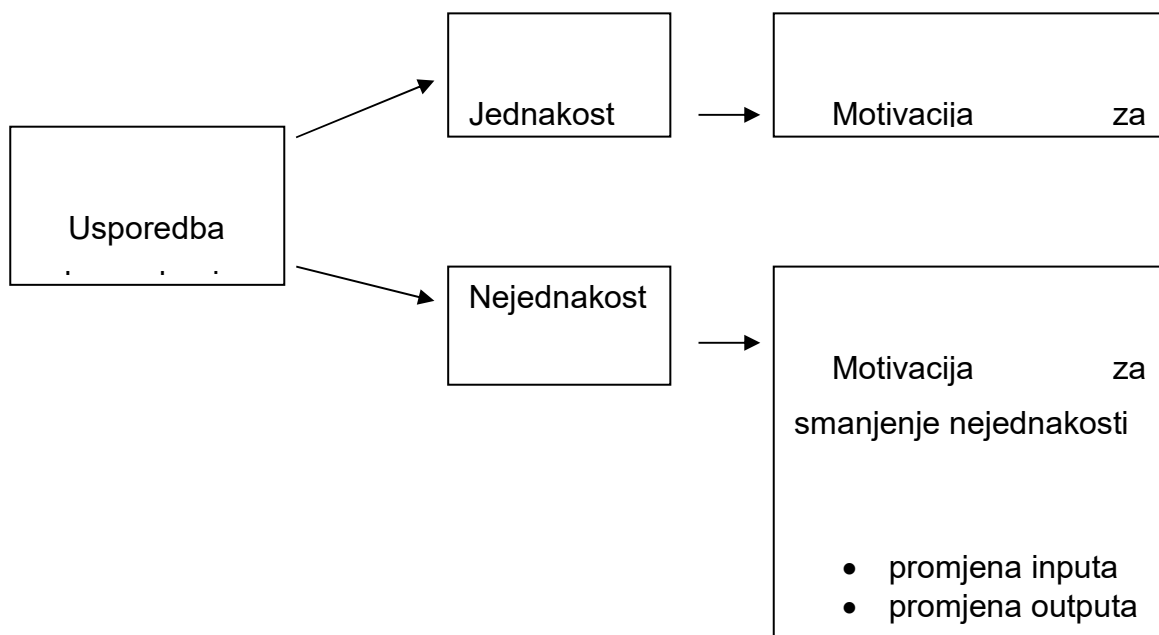 Usporedba
Jednakost
Motivacija za
Nejednakost
Motivacija za
smanjenje nejednakosti
• promjena inputa
• promjena outputa